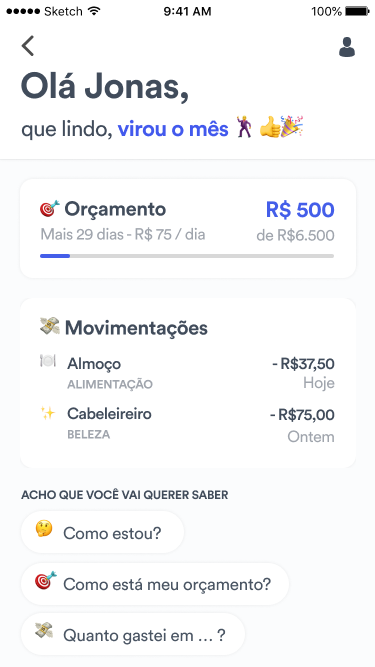 Sketch 9:41 AM 100%
Olá Jonas,
que lindo, virou o mês 🕺👍🎉
🎯 Orçamento R$ 500
Mais 29 dias - R$ 75 / dia de R$6.500
💸 Movimentações
🍽️ Almoço - R$37,50
ALIMENTAÇÃO Hoje
✨ Cabeleireiro - R$75,00
BELEZA Ontem
ACHO QUE VOCÊ VAI QUERER SABER
🤔 Como estou?
🎯 Como está meu orçamento?
💸 Quanto gastei em ... ?